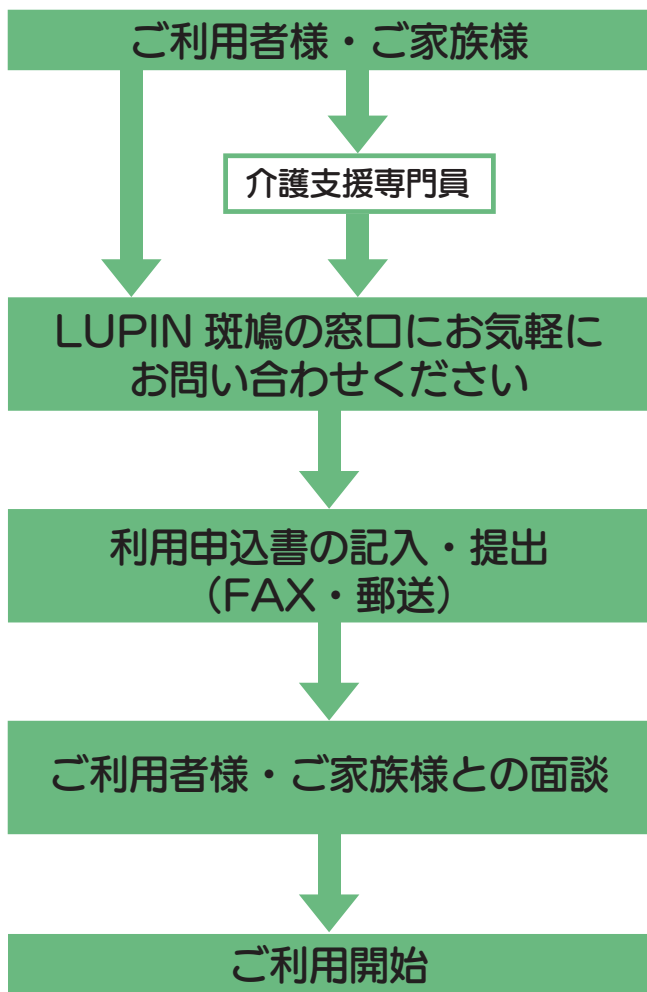 ご利用者様・ご家族様
介護支援専門員
LUPIN 斑鳩の窓口にお気軽に
お問い合わせください
利用申込書の記入・提出
（FAX・郵送）
ご利用者様・ご家族様との面談
ご利用開始